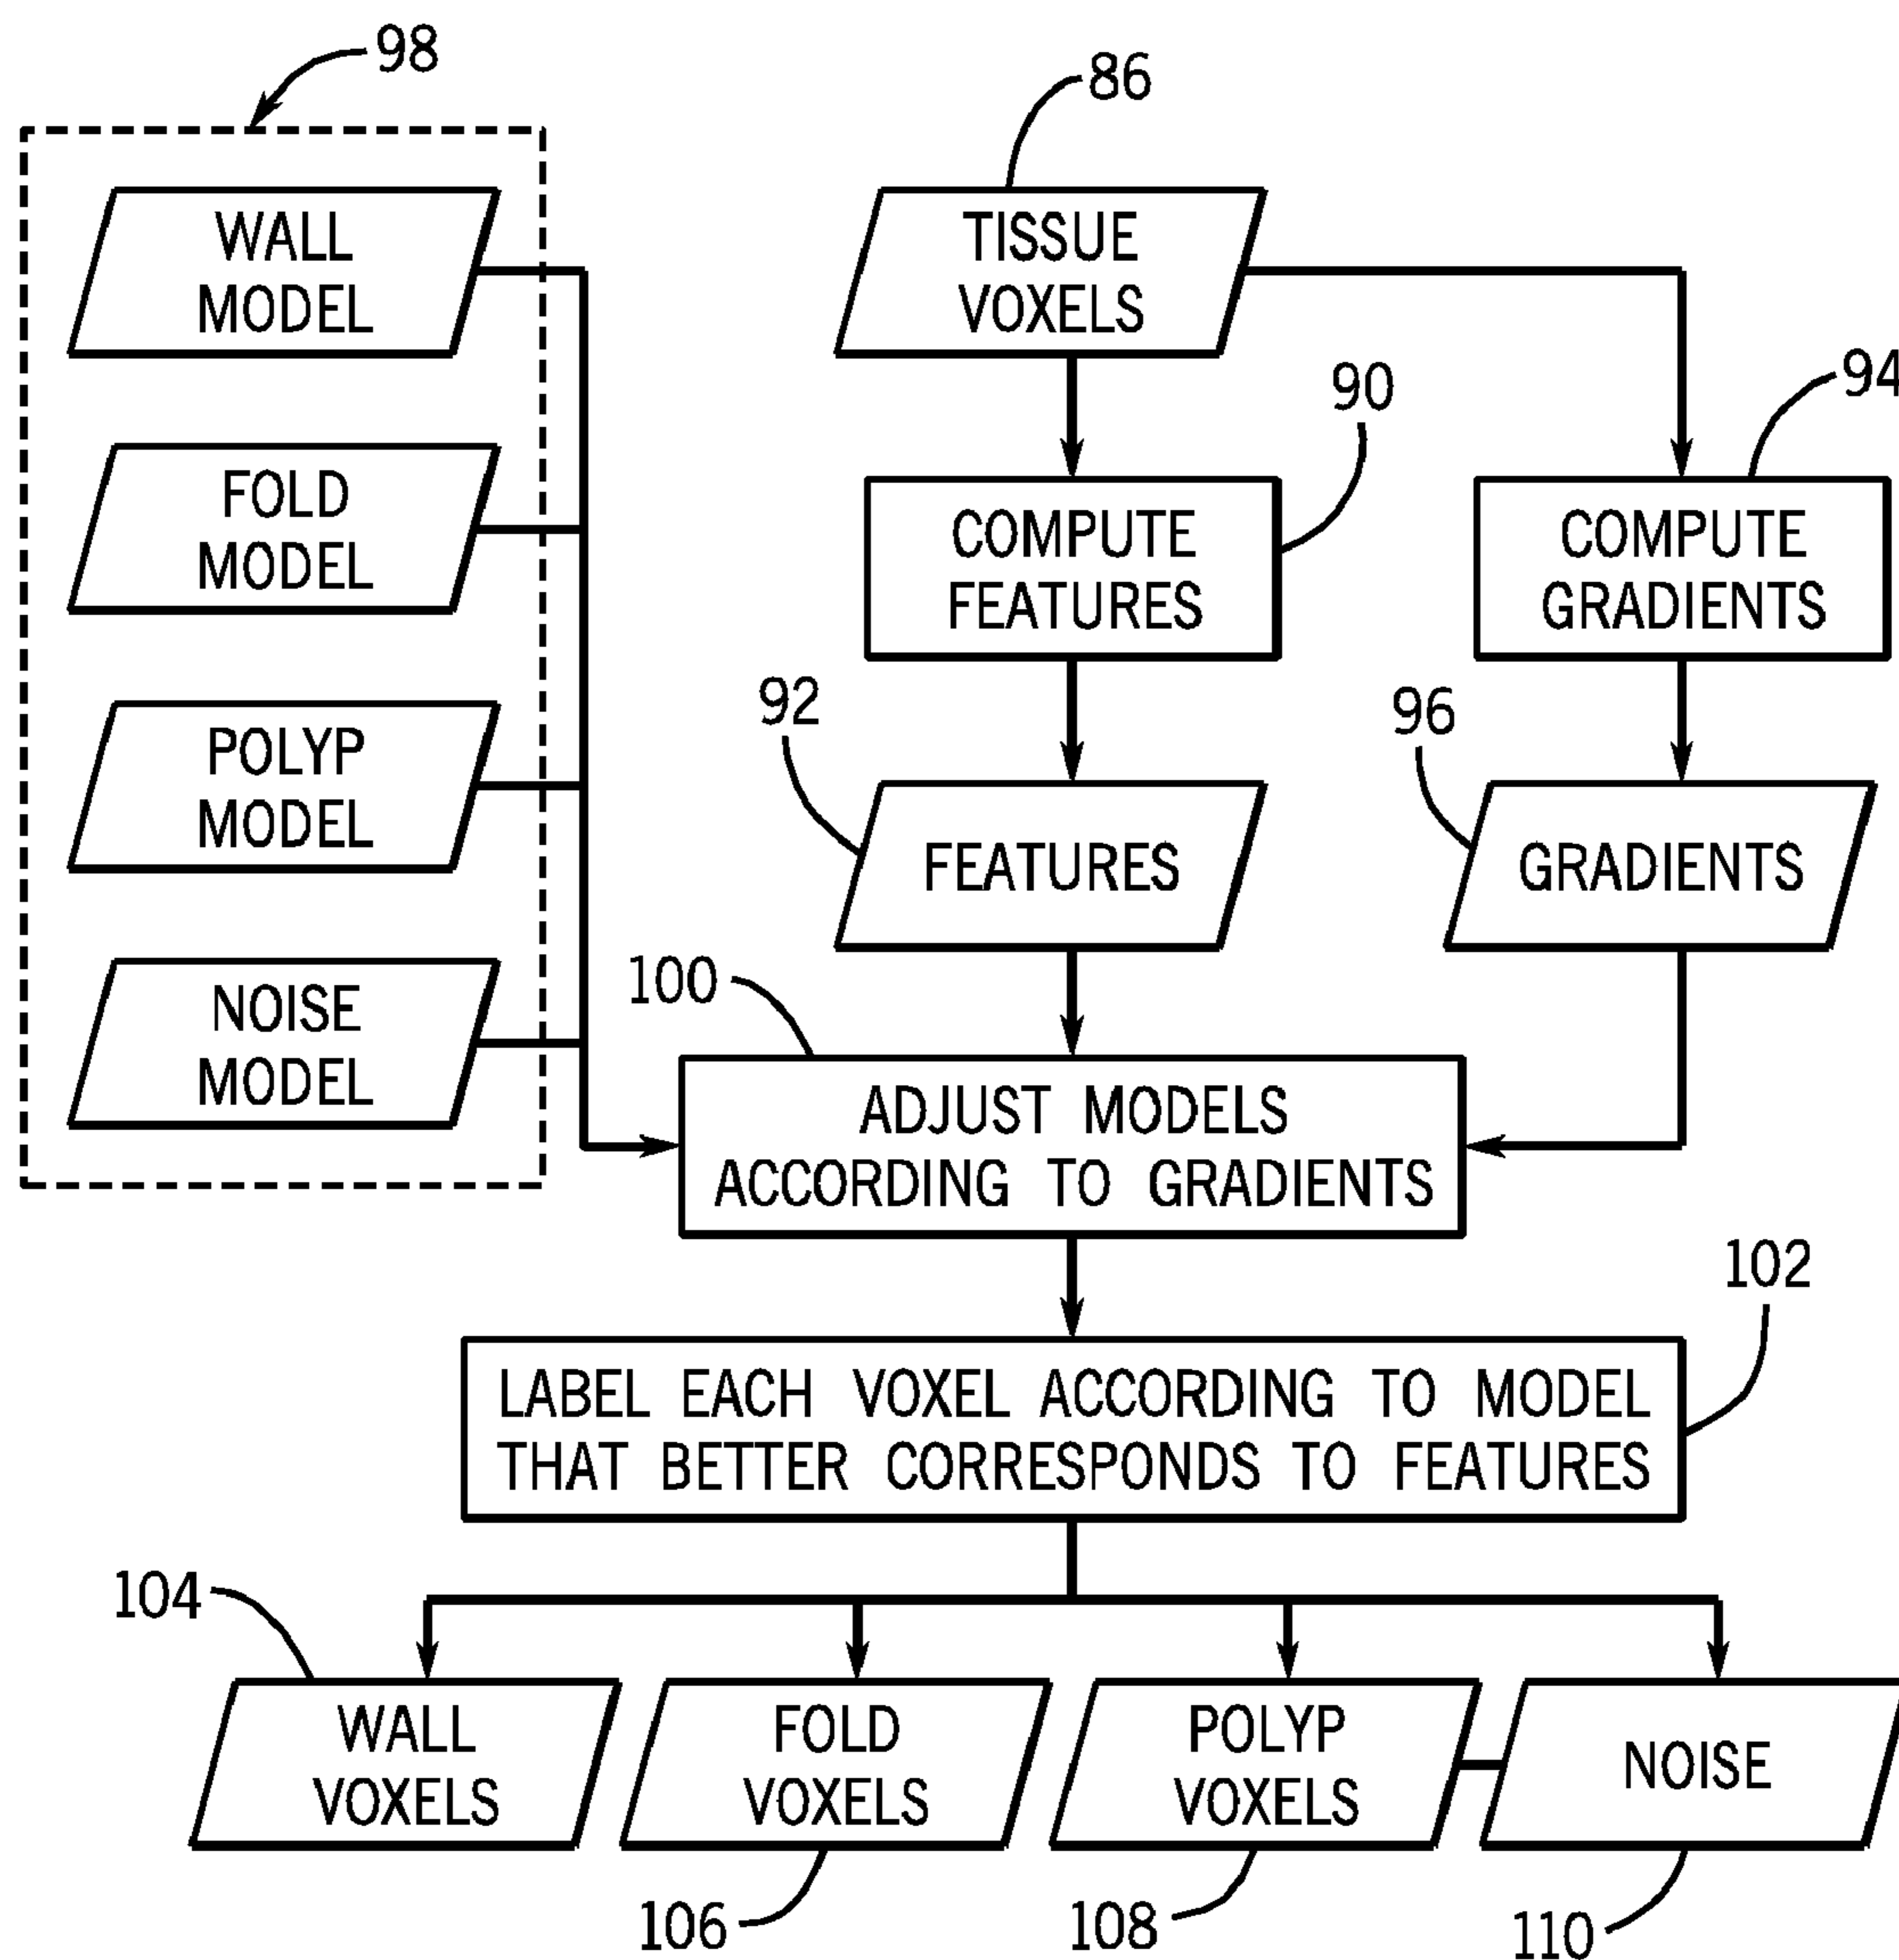 98
86
WALL
MODEL
TISSUE
VOXELS
94
90
FOLD
MODEL
COMPUTE
FEATURES
COMPUTE
GRADIENTS
92
96
POLYP
MODEL
FEATURES
GRADIENTS
100
NOISE
MODEL
ADJUST MODELS
ACCORDING TO GRADIENTS
102
LABEL EACH VOXEL ACCORDING TO MODEL
THAT BETTER CORRESPONDS TO FEATURES
104
WALL
VOXELS
FOLD
VOXELS
POLYP
VOXELS
NOISE
106
108
110